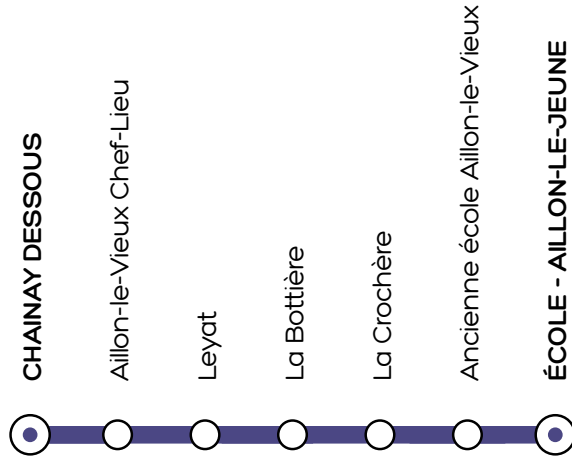 CHAINAY DESSOUS
Aillon-le-Vieux Chef-Lieu
Leyat
La Bottière
La Crochère
Ancienne école Aillon-le-Vieux
ÉCOLE - AILLON-LE-JEUNE